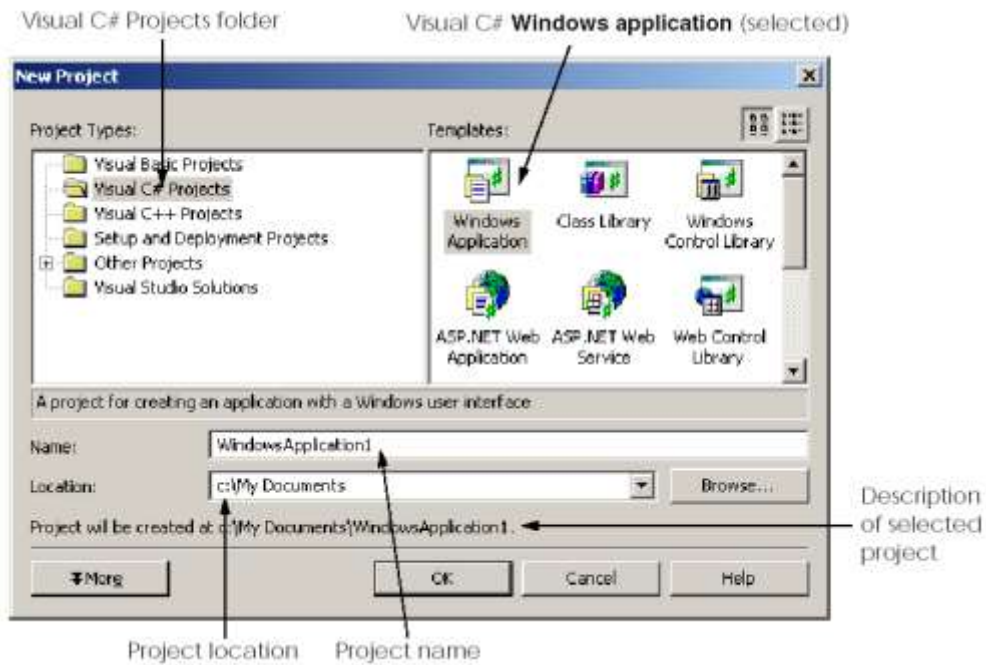 Visual C# Projects folder
Visual C# Windows application (selected)
New Project
Project Types:
Templates:
Visual Basic Projects
Visual C# Projects
Visual C++ Projects
Setup and Deployment Projects
Other Projects
Visual Studio Solutions
Windows Application
Class Library
Windows Control Library
ASP.NET Web Application
ASP.NET Web Service
Web Control Library
A project for creating an application with a Windows user interface
Name:
WindowsApplication1
Location:
c:\My Documents
Browse...
Project will be created at c:\My Documents\WindowsApplication1.
Description
of selected
project
More
OK
Cancel
Help
Project location
Project name